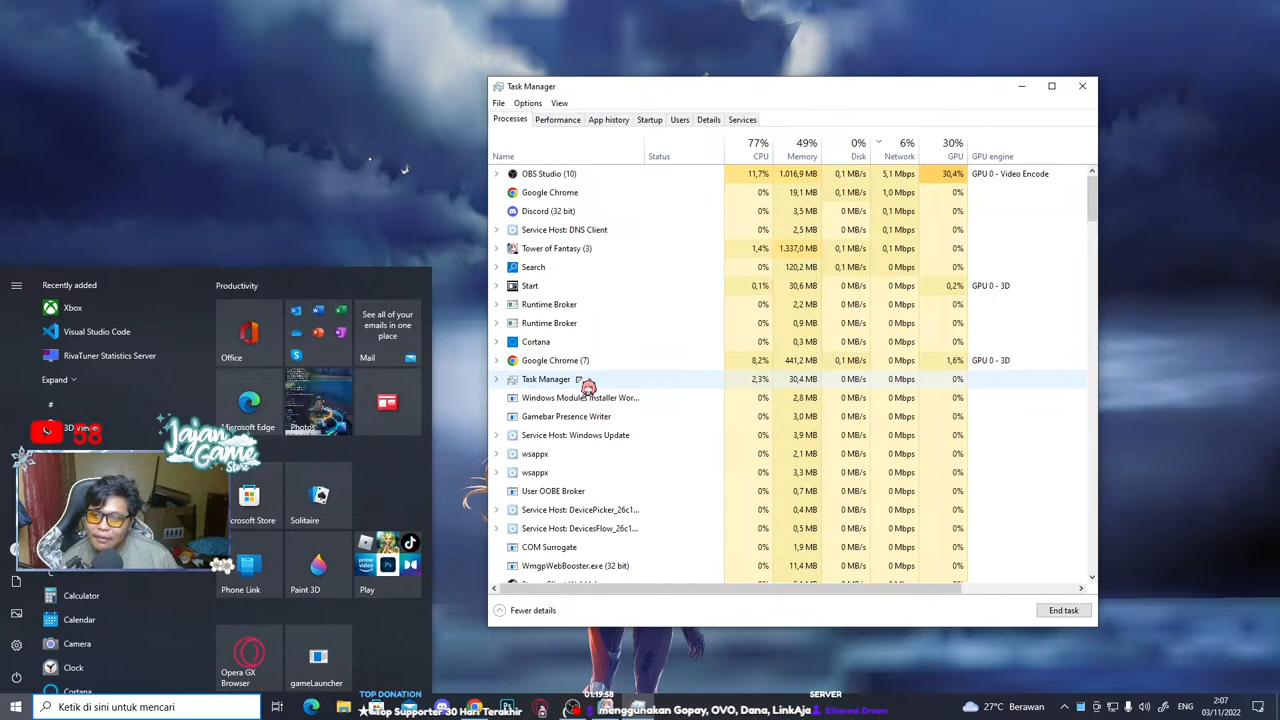 Task Manager
File Options View
Processes Performance App history Startup Users Details Services
77% 49% 0% 6% 30%
Name Status CPU Memory Disk Network GPU GPU engine
OBS Studio (10) 11,7% 1.016,9 MB 0,1 MB/s 5,1 Mbps 30,4% GPU 0 - Video Encode
Google Chrome 0% 19,1 MB 0,1 MB/s 1,0 Mbps 0%
Discord (32 bit) 0% 3,5 MB 0 MB/s 0,1 Mbps 0%
Service Host: DNS Client 0% 2,5 MB 0 MB/s 0,1 Mbps 0%
Tower of Fantasy (3) 1,4% 1.337,0 MB 0,1 MB/s 0,1 Mbps 0%
Search 0% 120,2 MB 0,1 MB/s 0 Mbps 0%
Start 0,1% 30,6 MB 0 MB/s 0 Mbps 0,2% GPU 0 - 3D
Runtime Broker 0% 2,2 MB 0 MB/s 0 Mbps 0%
Runtime Broker 0% 0,9 MB 0 MB/s 0 Mbps 0%
Cortana 0% 0,3 MB 0 MB/s 0 Mbps 0%
Google Chrome (7) 8,2% 441,2 MB 0 MB/s 0 Mbps 1,6% GPU 0 - 3D
Task Manager 2,3% 30,4 MB 0 MB/s 0 Mbps 0%
Windows Modules Installer Wor... 0% 2,8 MB 0 MB/s 0 Mbps 0%
Gamebar Presence Writer 0% 3,0 MB 0 MB/s 0 Mbps 0%
Service Host: Windows Update 0% 3,9 MB 0 MB/s 0 Mbps 0%
wsappx 0% 2,1 MB 0 MB/s 0 Mbps 0%
wsappx 0% 3,3 MB 0 MB/s 0 Mbps 0%
User OOBE Broker 0% 0,7 MB 0 MB/s 0 Mbps 0%
Service Host: DevicePicker_26c1... 0% 0,5 MB 0 MB/s 0 Mbps 0%
Service Host: DevicesFlow_26c1... 0% 0,4 MB 0 MB/s 0 Mbps 0%
COM Surrogate 0% 1,9 MB 0 MB/s 0 Mbps 0%
WmgpWebBooster.exe (32 bit) 0% 11,4 MB 0 MB/s 0 Mbps 0%
Fewer details End task
Recently added
Xbox
Visual Studio Code
RivaTuner Statistics Server
Expand
#
3D Viewer
58
Jajan
Game
Store
Calculator
Calendar
Camera
Clock
Cortana
Productivity
Office
See all of your emails in one place
Mail
Microsoft Edge
Photos
crosoft Store
Solitaire
Phone Link
Paint 3D
prime video
Ps
Play
Opera GX Browser
gameLauncher
TOP DONATION 01:19:58 SERVER
Ketik di sini untuk mencari
Top Supporter 30 Hari Terakhir
menggunakan Gopay, OVO, Dana, LinkAja
Ethereal Dream
27°C Berawan
ENG
2:07
03/11/2022